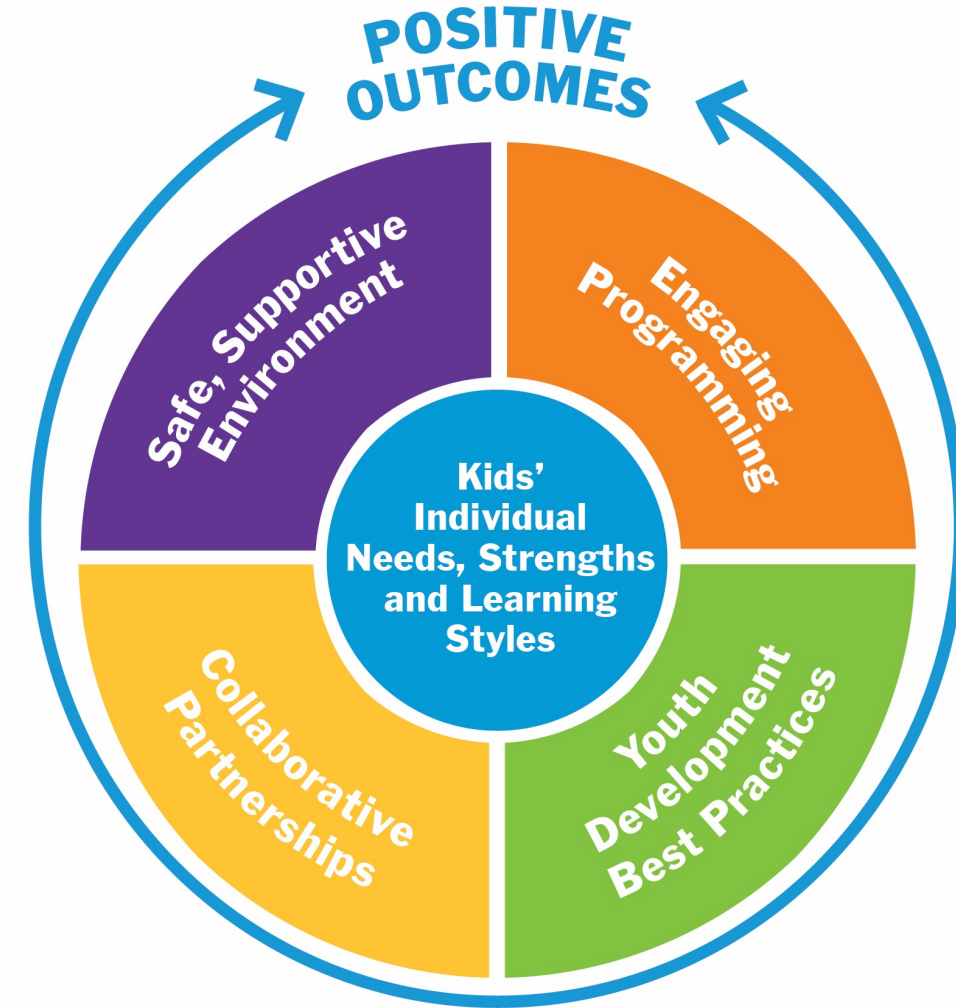 POSITIVE
OUTCOMES
Safe, Supportive
Environment
Engaging
Programming
Kids’
Individual
Needs, Strengths
and Learning
Styles
Collaborative
Partnerships
Youth
Development
Best Practices